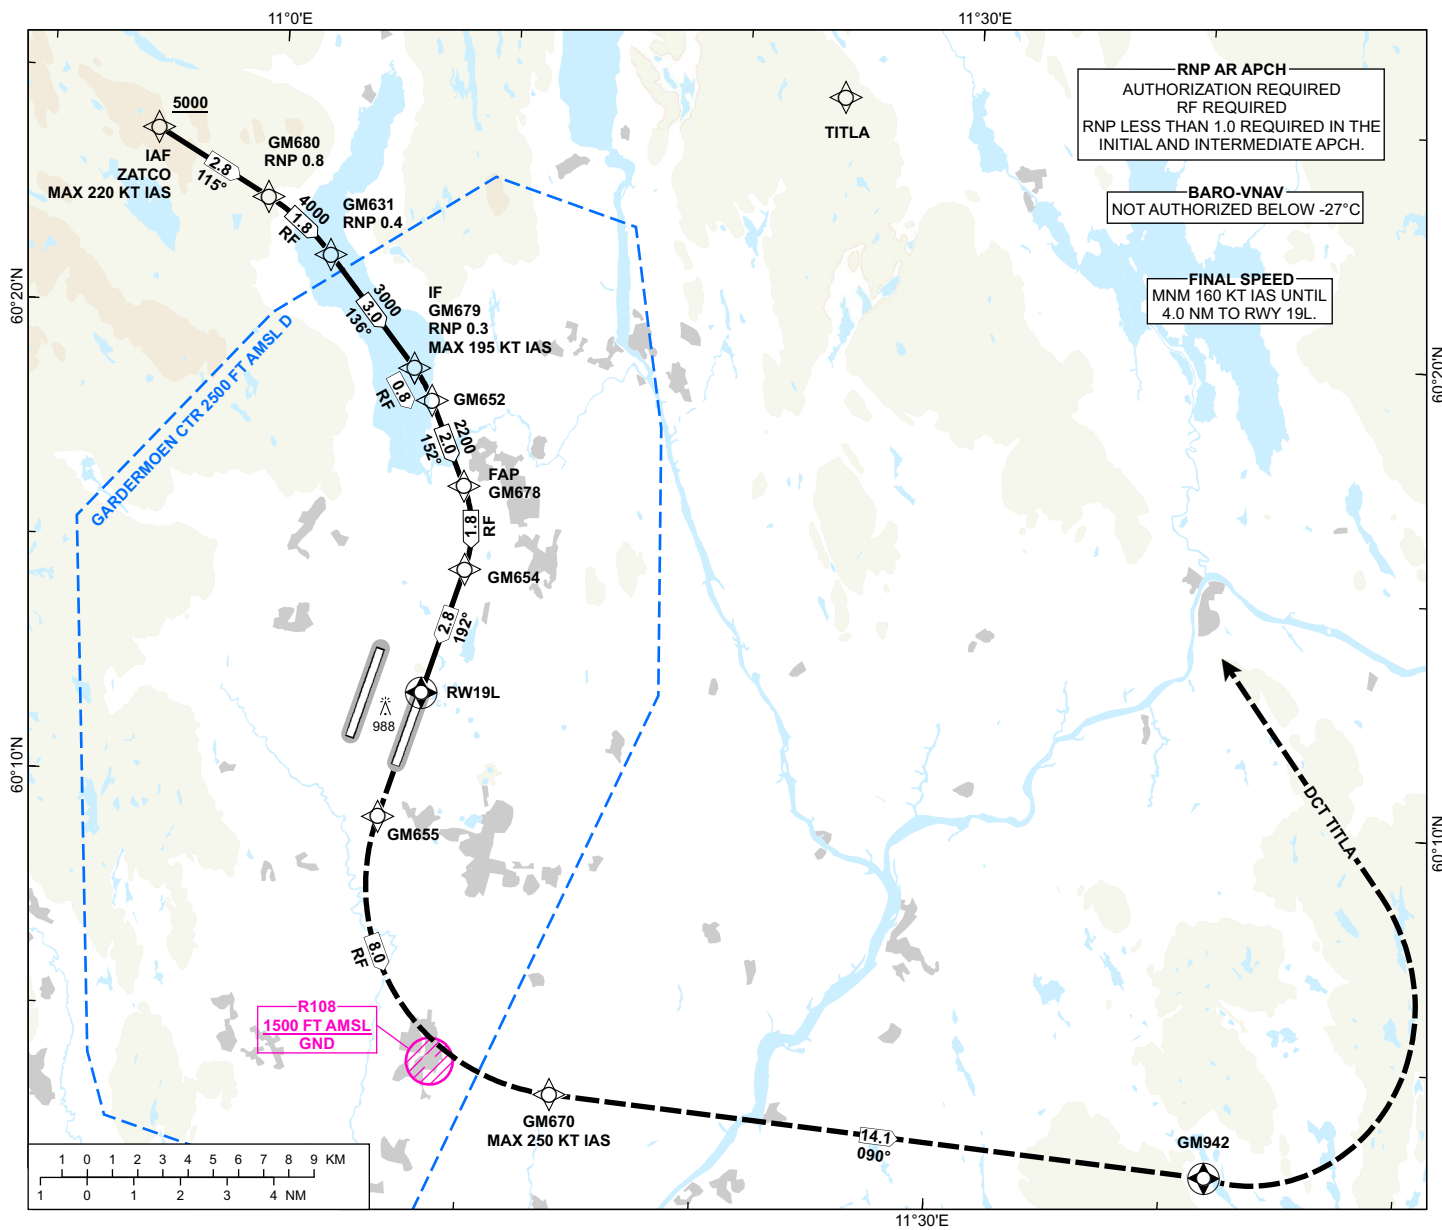 11°0'E
11°30'E
RNP AR APCH
AUTHORIZATION REQUIRED
RF REQUIRED
RNP LESS THAN 1.0 REQUIRED IN THE
INITIAL AND INTERMEDIATE APCH.
BARO-VNAV
NOT AUTHORIZED BELOW -27°C
FINAL SPEED
MNM 160 KT IAS UNTIL
4.0 NM TO RWY 19L.
TITLA
5000
IAF
ZATCO
MAX 220 KT IAS
2.8
115°
GM680
RNP 0.8
4000
1.8
RF
GM631
RNP 0.4
3000
3.0
136°
IF
GM679
RNP 0.3
MAX 195 KT IAS
0.8
RF
GM652
2200
2.0
152°
FAP
GM678
1.8
RF
GM654
2.8
192°
RW19L
988
GM655
8.0
RF
R108
1500 FT AMSL
GND
GM670
MAX 250 KT IAS
14.1
090°
GM942
DCT TITLA
GARDERMOEN CTR 2500 FT AMSL D
60°20'N
60°20'N
60°10'N
60°10'N
1 0 1 2 3 4 5 6 7 8 9 KM
1 0 1 2 3 4 NM
11°30'E